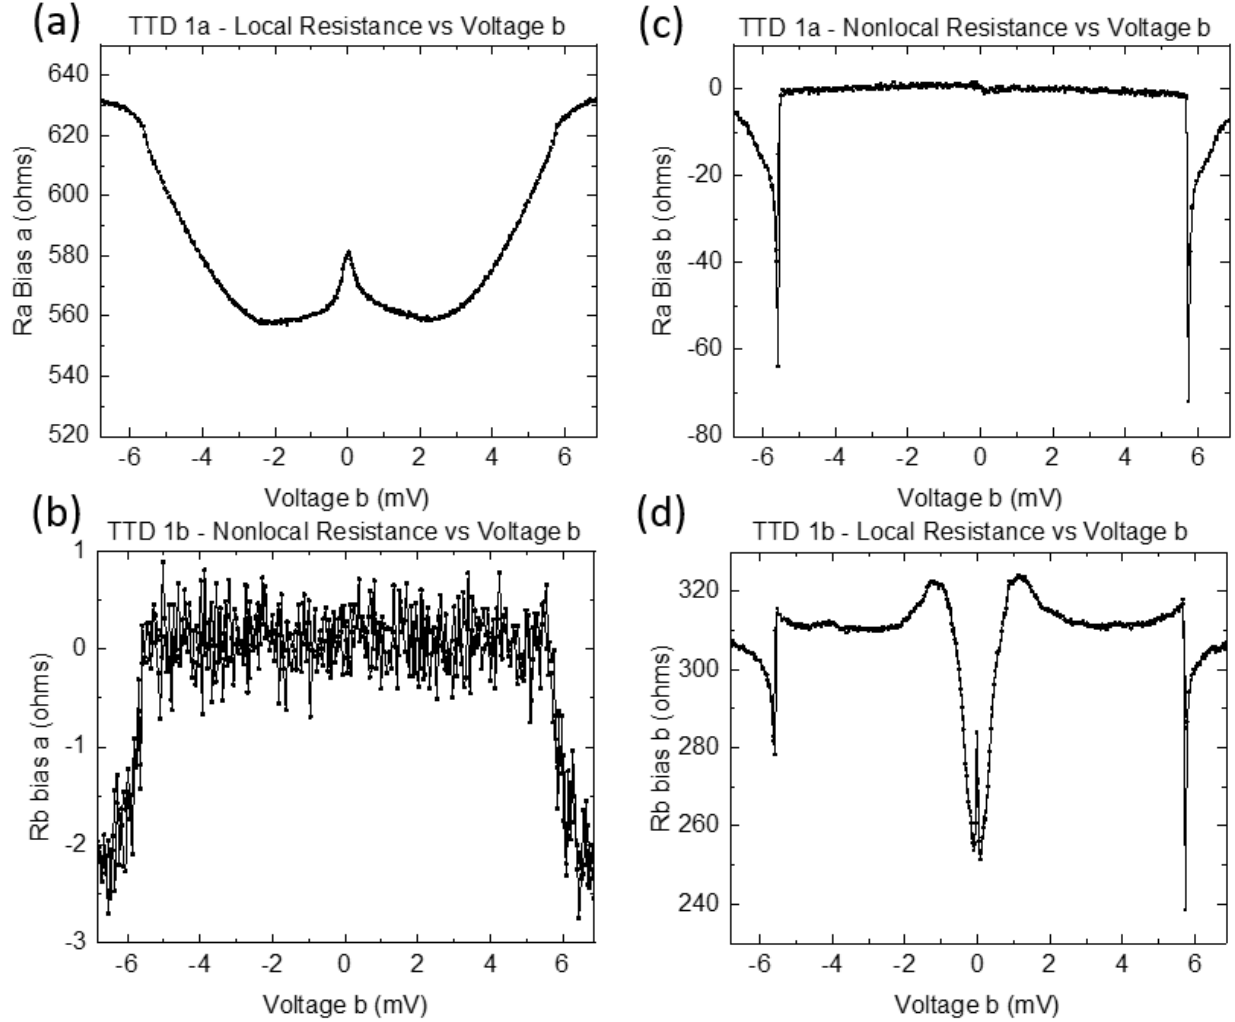 (a)
TTD 1a - Local Resistance vs Voltage b
640
620
600
580
560
540
520
Ra Bias a (ohms)
-6 -4 -2 0 2 4 6
Voltage b (mV)
(c)
TTD 1a - Nonlocal Resistance vs Voltage b
0
-20
-40
-60
-80
Ra Bias b (ohms)
-6 -4 -2 0 2 4 6
Voltage b (mV)
(b)
TTD 1b - Nonlocal Resistance vs Voltage b
1
0
-1
-2
-3
Rb bias a (ohms)
-6 -4 -2 0 2 4 6
Voltage b (mV)
(d)
TTD 1b - Local Resistance vs Voltage b
320
300
280
260
240
Rb bias b (ohms)
-6 -4 -2 0 2 4 6
Voltage b (mV)